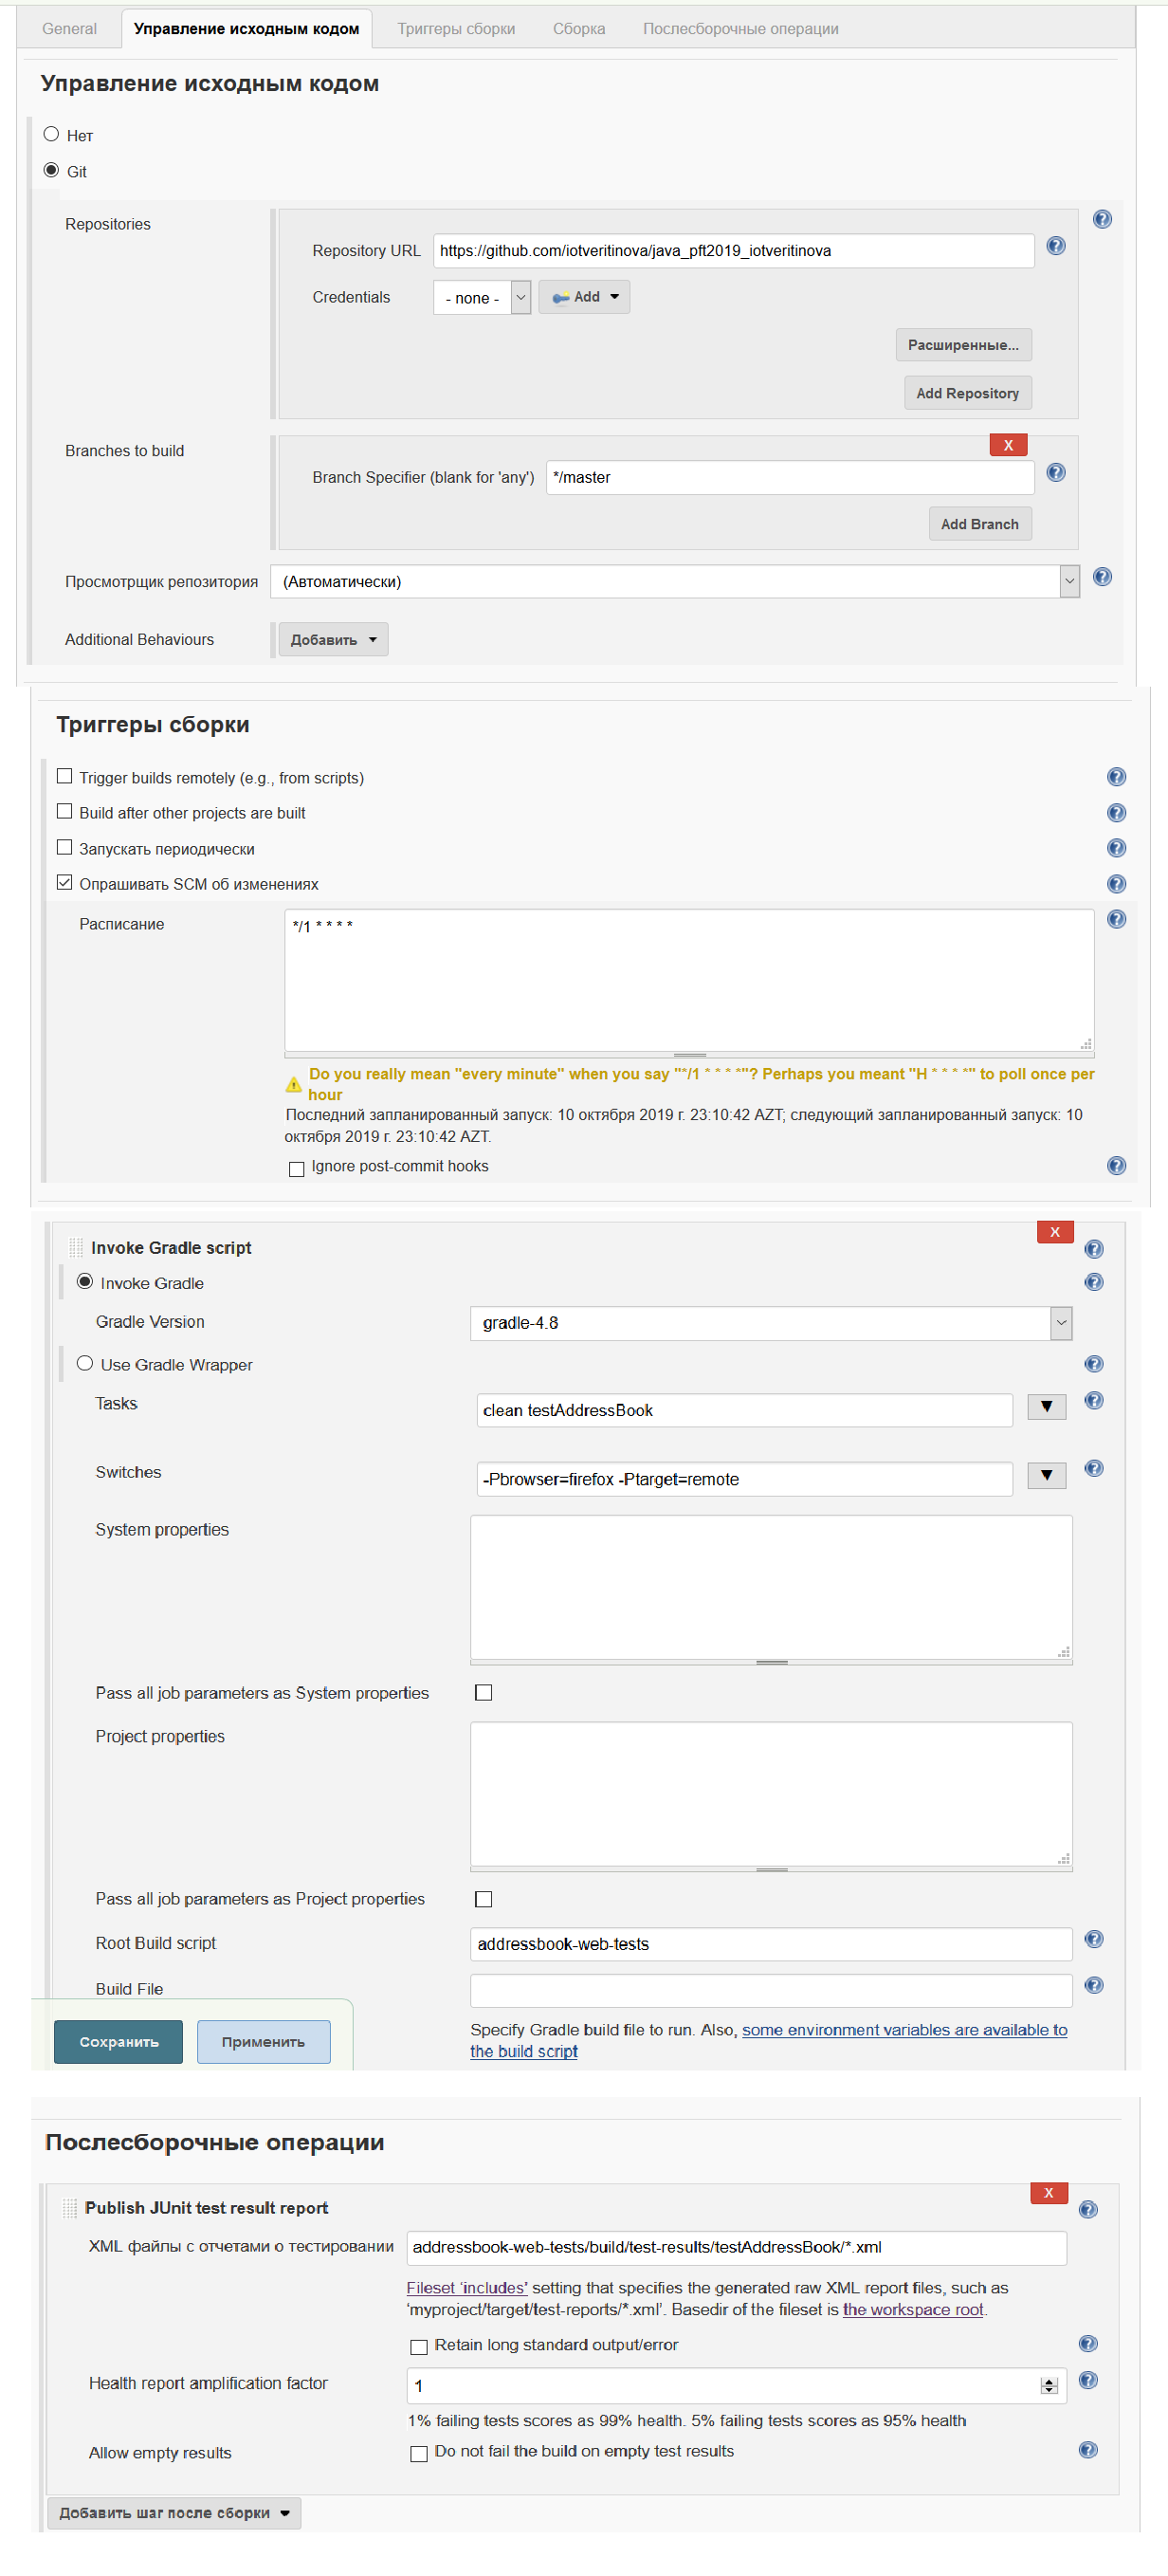 General Управление исходным кодом Триггеры сборки Сборка Послесборочные операции
Управление исходным кодом
Нет
Git
Repositories
Repository URL https://github.com/iotveritinova/java_pft2019_iotveritinova
Credentials - none - Add
Расширенные...
Add Repository
Branches to build
X
Branch Specifier (blank for 'any') */master
Add Branch
Просмотрщик репозитория (Автоматически)
Additional Behaviours Добавить
Триггеры сборки
Trigger builds remotely (e.g., from scripts)
Build after other projects are built
Запускать периодически
Опрашивать SCM об изменениях
Расписание */1 * * * *
Do you really mean "every minute" when you say "*/1 * * * *"? Perhaps you meant "H * * * *" to poll once per
hour
Последний запланированный запуск: 10 октября 2019 г. 23:10:42 AZT; следующий запланированный запуск: 10
октября 2019 г. 23:10:42 AZT.
Ignore post-commit hooks
X
Invoke Gradle script
Invoke Gradle
Gradle Version gradle-4.8
Use Gradle Wrapper
Tasks clean testAddressBook
Switches -Pbrowser=firefox -Ptarget=remote
System properties
Pass all job parameters as System properties
Project properties
Pass all job parameters as Project properties
Root Build script addressbook-web-tests
Build File
Specify Gradle build file to run. Also, some environment variables are available to
the build script
Сохранить Применить
Послесборочные операции
X
Publish JUnit test result report
XML файлы с отчетами о тестировании addressbook-web-tests/build/test-results/testAddressBook/*.xml
Fileset 'includes' setting that specifies the generated raw XML report files, such as
'myproject/target/test-reports/*.xml'. Basedir of the fileset is the workspace root.
Retain long standard output/error
Health report amplification factor 1
1% failing tests scores as 99% health. 5% failing tests scores as 95% health
Allow empty results Do not fail the build on empty test results
Добавить шаг после сборки